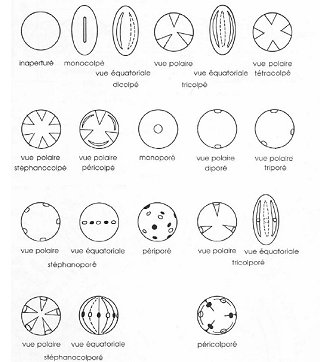 inaperturé monocolpé
vue équatoriale vue polaire vue équatoriale vue polaire
dicolpé tricolpé tétracolpé
vue polaire vue polaire monoporé vue polaire vue polaire
stéphanocolpé péricolpé diporé triporé
vue polaire vue équatoriale périporé vue polaire vue équatoriale
stéphanoporé tricolporé
vue polaire vue équatoriale péricolporé
stéphanocolporé